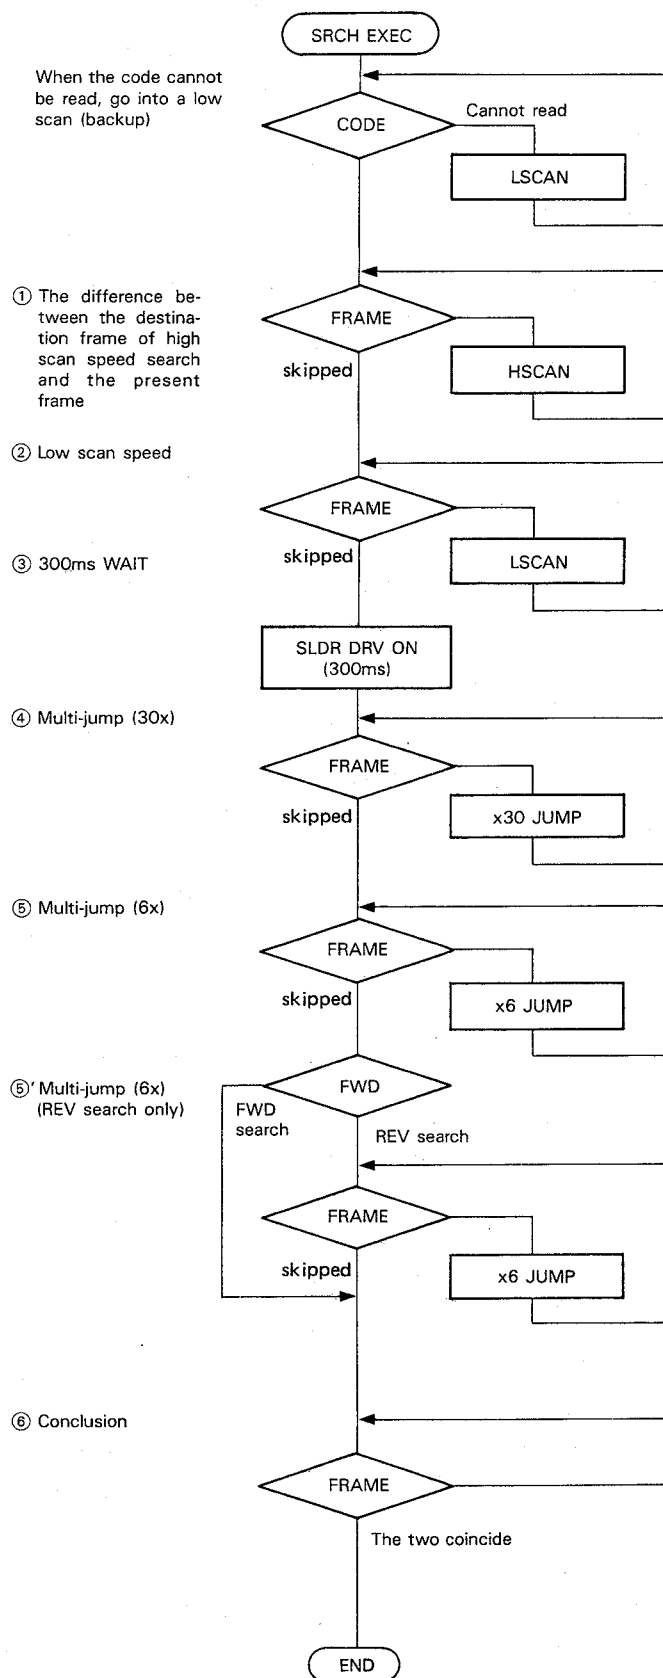 SRCH EXEC
When the code cannot
be read, go into a low
scan (backup)
CODE
Cannot read
LSCAN
① The difference be-
tween the destina-
tion frame of high
scan speed search
and the present
frame
FRAME
skipped
HSCAN
② Low scan speed
FRAME
skipped
LSCAN
③ 300ms WAIT
SLDR DRV ON
(300ms)
④ Multi-jump (30x)
FRAME
skipped
x30 JUMP
⑤ Multi-jump (6x)
FRAME
skipped
x6 JUMP
⑤' Multi-jump (6x)
(REV search only)
FWD
FWD
search
REV search
FRAME
skipped
x6 JUMP
⑥ Conclusion
FRAME
The two coincide
END